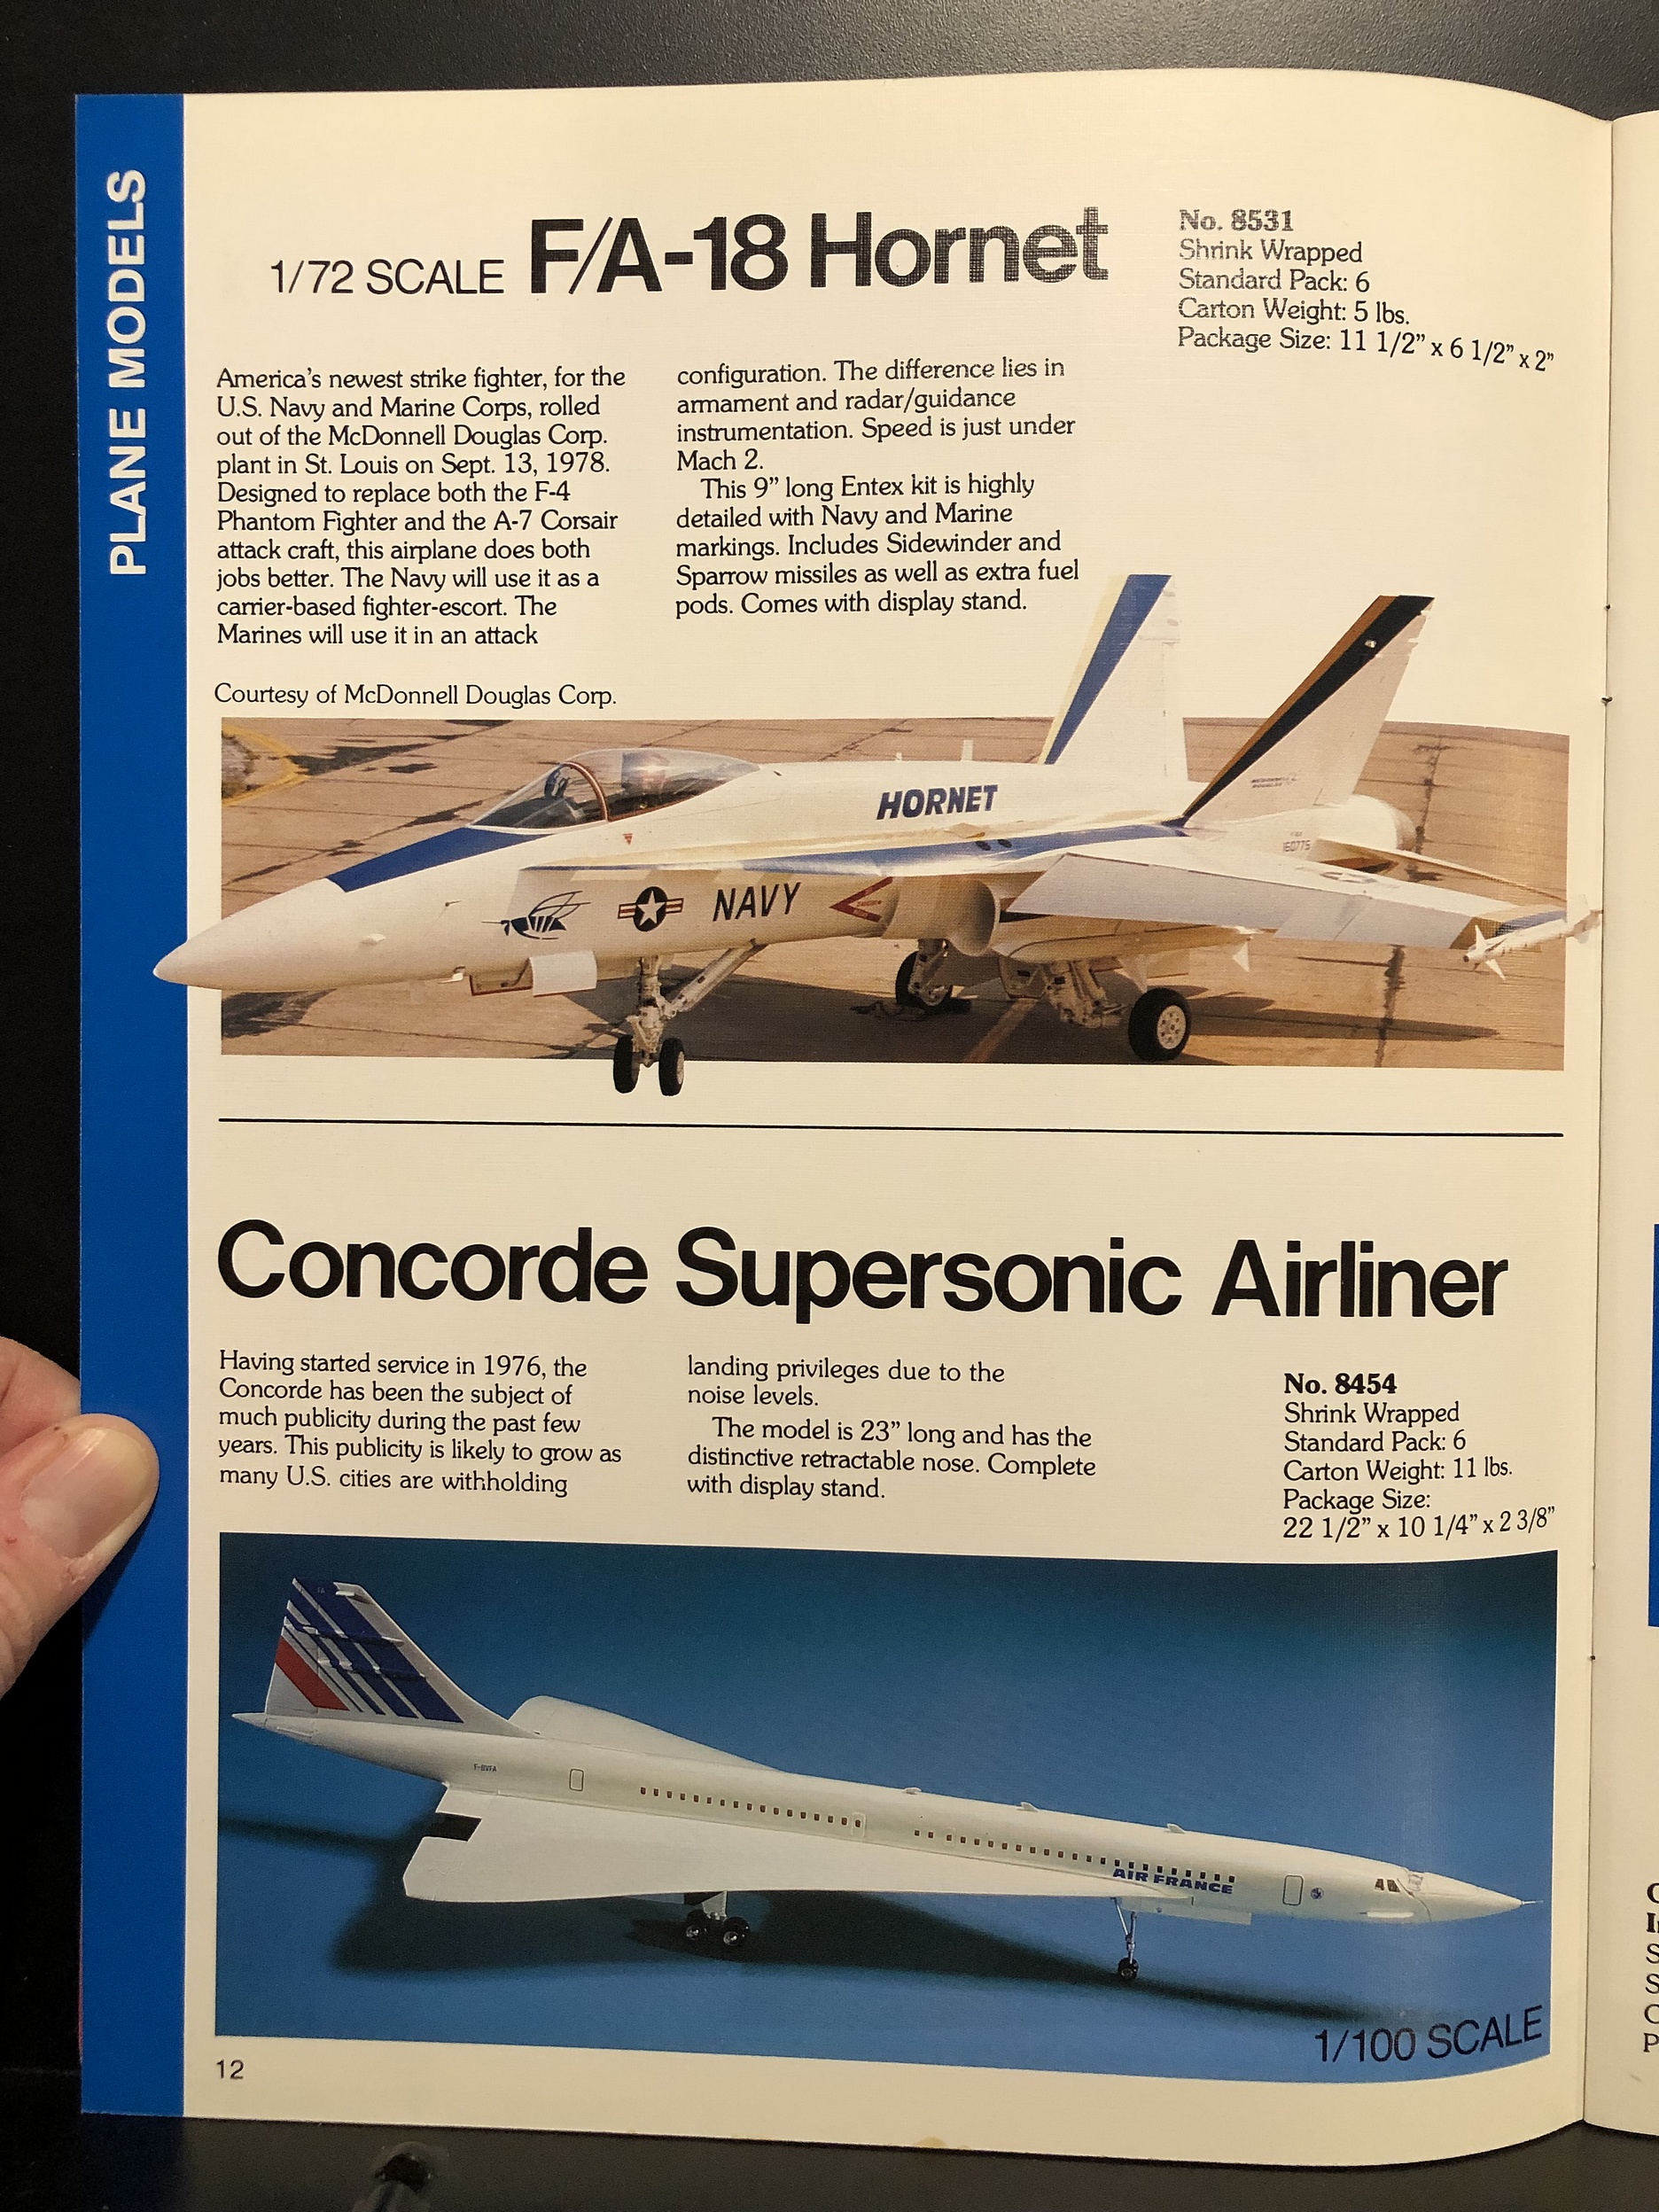 PLANE MODELS
1/72 SCALE F/A-18 Hornet
No. 8531
Shrink Wrapped
Standard Pack: 6
Carton Weight: 5 lbs.
Package Size: 11 1/2” x 6 1/2” x 2”
America’s newest strike fighter, for the
U.S. Navy and Marine Corps, rolled
out of the McDonnell Douglas Corp.
plant in St. Louis on Sept. 13, 1978.
Designed to replace both the F-4
Phantom Fighter and the A-7 Corsair
attack craft, this airplane does both
jobs better. The Navy will use it as a
carrier-based fighter-escort. The
Marines will use it in an attack
configuration. The difference lies in
armament and radar/guidance
instrumentation. Speed is just under
Mach 2.
This 9” long Entex kit is highly
detailed with Navy and Marine
markings. Includes Sidewinder and
Sparrow missiles as well as extra fuel
pods. Comes with display stand.
Courtesy of McDonnell Douglas Corp.
HORNET
160775
NAVY
Concorde Supersonic Airliner
Having started service in 1976, the
Concorde has been the subject of
much publicity during the past few
years. This publicity is likely to grow as
many U.S. cities are withholding
landing privileges due to the
noise levels.
The model is 23” long and has the
distinctive retractable nose. Complete
with display stand.
No. 8454
Shrink Wrapped
Standard Pack: 6
Carton Weight: 11 lbs.
Package Size:
22 1/2” x 10 1/4” x 2 3/8”
F-BVFA
AIR FRANCE
1/100 SCALE
12